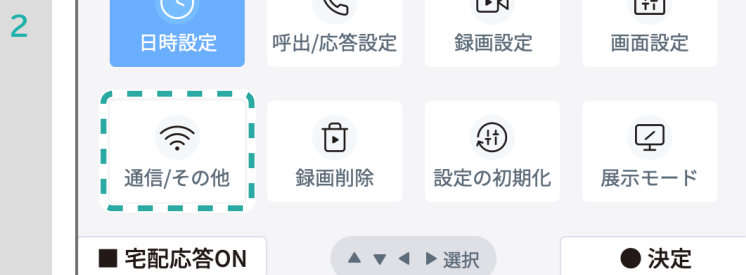 2
日時設定 呼出/応答設定 録画設定 画面設定
通信/その他 録画削除 設定の初期化 展示モード
■ 宅配応答ON ▲ ▼ ◀ ▶ 選択 ● 決定